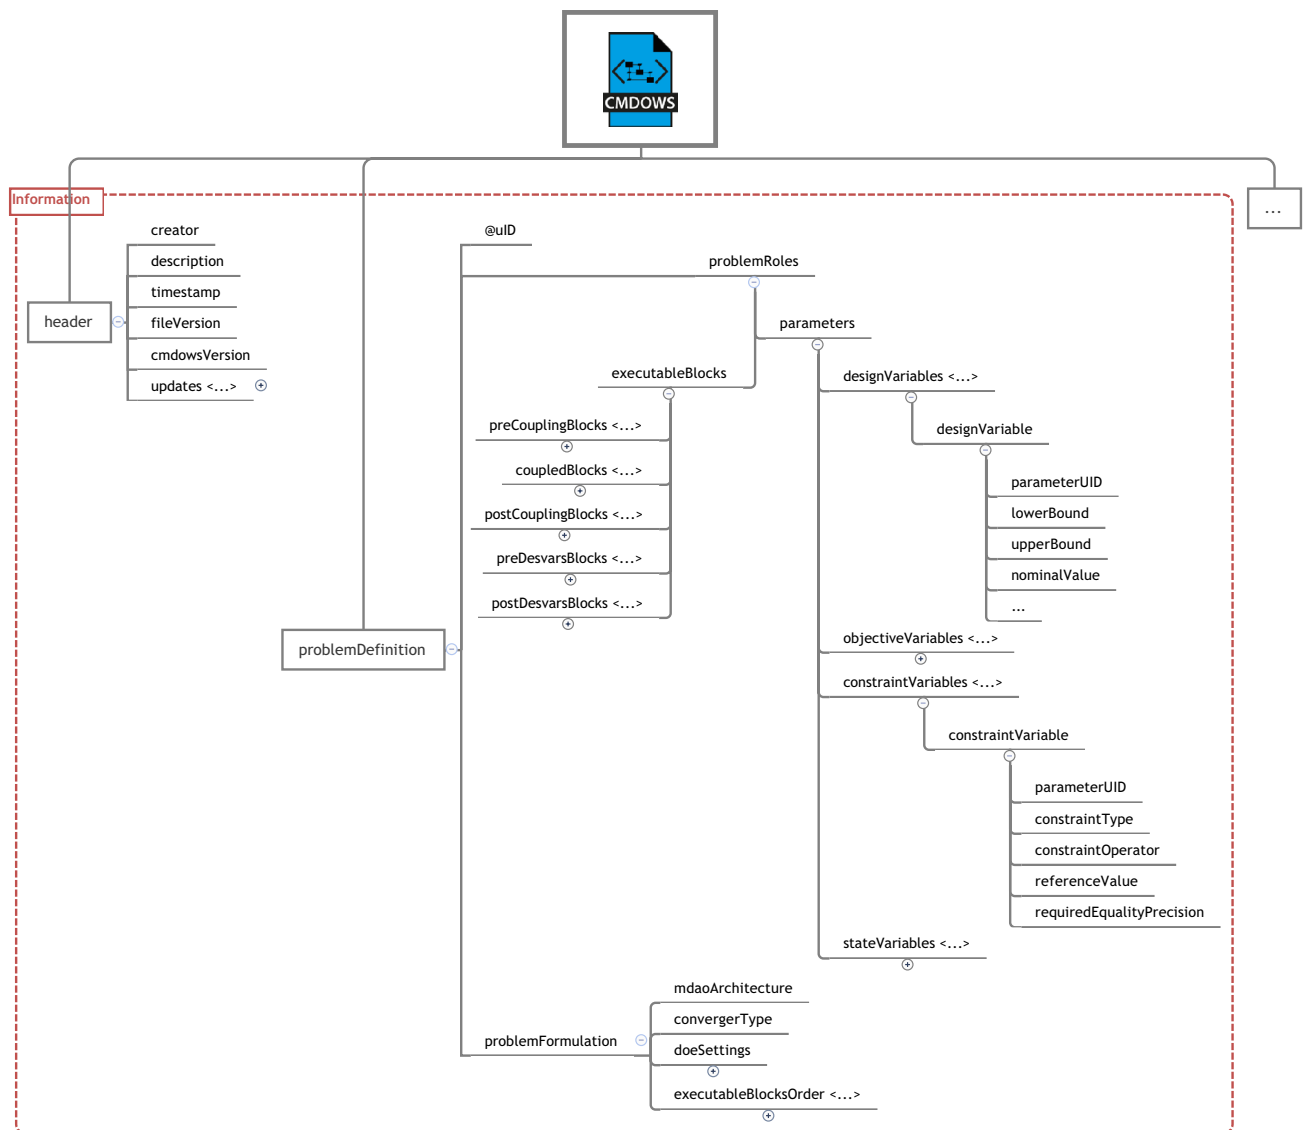 CMDOWS
Information
...
header
creator
description
timestamp
fileVersion
cmdowsVersion
updates <...>
problemDefinition
@uID
problemRoles
executableBlocks
preCouplingBlocks <...>
coupledBlocks <...>
postCouplingBlocks <...>
preDesvarsBlocks <...>
postDesvarsBlocks <...>
parameters
designVariables <...>
designVariable
parameterUID
lowerBound
upperBound
nominalValue
...
objectiveVariables <...>
constraintVariables <...>
constraintVariable
parameterUID
constraintType
constraintOperator
referenceValue
requiredEqualityPrecision
stateVariables <...>
problemFormulation
mdaoArchitecture
convergerType
doeSettings
executableBlocksOrder <...>